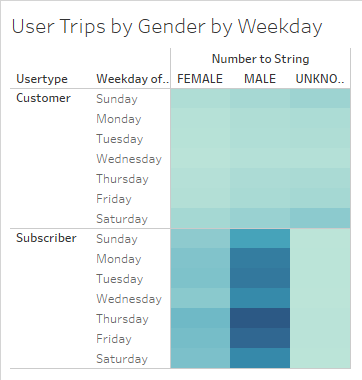 User Trips by Gender by Weekday
Number to String
Usertype Weekday of.. FEMALE MALE UNKNO..
Customer Sunday
Monday
Tuesday
Wednesday
Thursday
Friday
Saturday
Subscriber Sunday
Monday
Tuesday
Wednesday
Thursday
Friday
Saturday